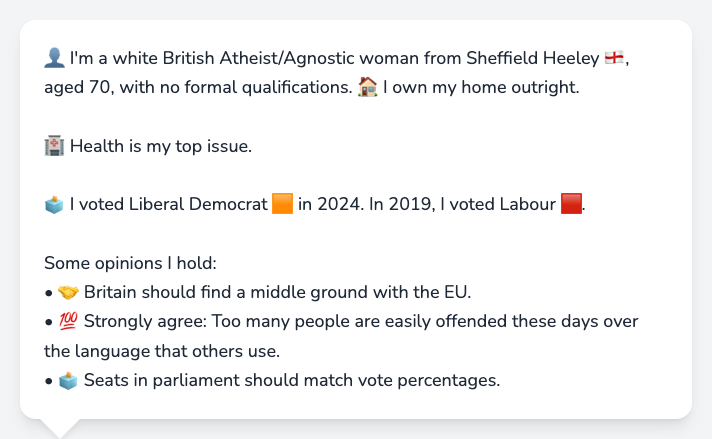 👤 I'm a white British Atheist/Agnostic woman from Sheffield Heeley 🏴󠁧󠁢󠁥󠁮󠁧󠁿,
aged 70, with no formal qualifications. 🏠 I own my home outright.
🏥 Health is my top issue.
🗳️ I voted Liberal Democrat 🟧 in 2024. In 2019, I voted Labour 🟥.
Some opinions I hold:
• 🤝 Britain should find a middle ground with the EU.
• 💯 Strongly agree: Too many people are easily offended these days over
the language that others use.
• 🗳️ Seats in parliament should match vote percentages.